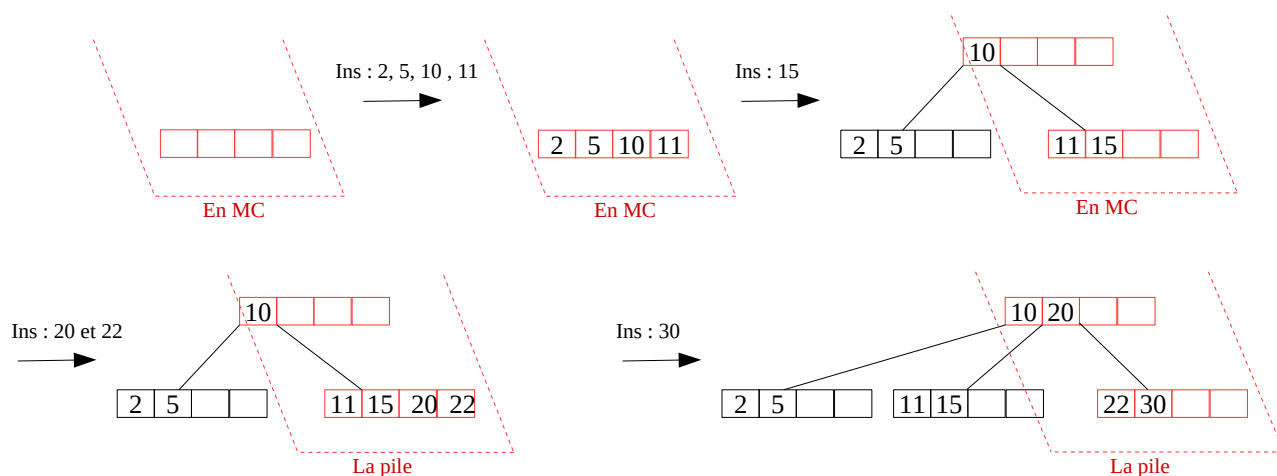 Ins : 2, 5, 10 , 11
Ins : 15
10
2 5 10 11
2 5
11 15
En MC
En MC
En MC
Ins : 20 et 22
10
Ins : 30
10 20
2 5
11 15 20 22
2 5
11 15
22 30
La pile
La pile